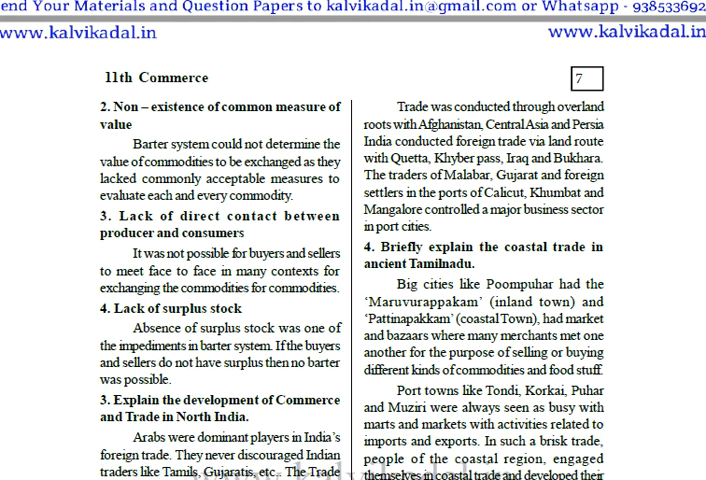 end Your Materials and Question Papers to kalvikadal.in@gmail.com or Whatsapp - 938533692
www.kalvikadal.in
www.kalvikadal.in
11th Commerce
7
2. Non – existence of common measure of
value
Barter system could not determine the
value of commodities to be exchanged as they
lacked commonly acceptable measures to
evaluate each and every commodity.
3. Lack of direct contact between
producer and consumers
It was not possible for buyers and sellers
to meet face to face in many contexts for
exchanging the commodities for commodities.
4. Lack of surplus stock
Absence of surplus stock was one of
the impediments in barter system. If the buyers
and sellers do not have surplus then no barter
was possible.
3. Explain the development of Commerce
and Trade in North India.
Arabs were dominant players in India’s
foreign trade. They never discouraged Indian
traders like Tamils, Gujaratis, etc.. The Trade
Trade was conducted through overland
roots with Afghanistan, Central Asia and Persia
India conducted foreign trade via land route
with Quetta, Khyber pass, Iraq and Bukhara.
The traders of Malabar, Gujarat and foreign
settlers in the ports of Calicut, Khumbat and
Mangalore controlled a major business sector
in port cities.
4. Briefly explain the coastal trade in
ancient Tamilnadu.
Big cities like Poompuhar had the
‘Maruvurappakam’ (inland town) and
‘Pattinapakkam’ (coastal Town), had market
and bazaars where many merchants met one
another for the purpose of selling or buying
different kinds of commodities and food stuff.
Port towns like Tondi, Korkai, Puhar
and Muziri were always seen as busy with
marts and markets with activities related to
imports and exports. In such a brisk trade,
people of the coastal region, engaged
themselves in coastal trade and developed their
www.kalvikadal.in